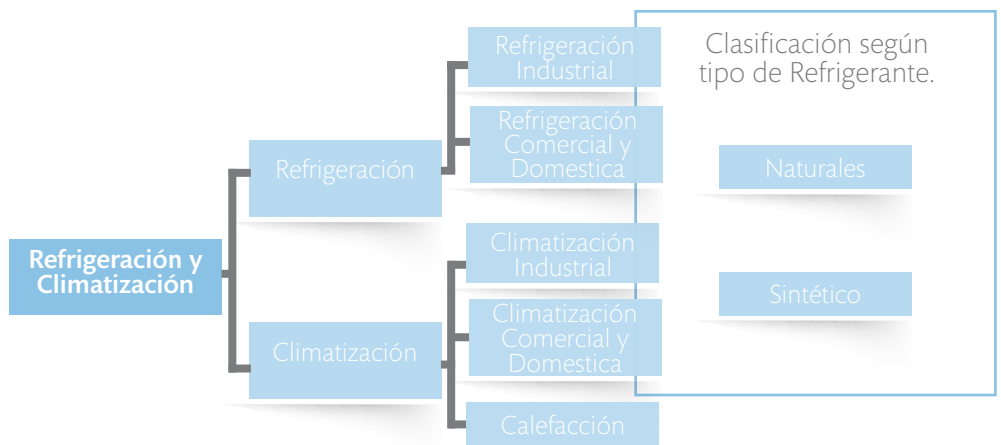 Refrigeración y
Climatización
Refrigeración
Climatización
Refrigeración
Industrial
Refrigeración
Comercial y
Domestica
Climatización
Industrial
Climatización
Comercial y
Domestica
Calefacción
Clasificación según
tipo de Refrigerante.
Naturales
Sintético